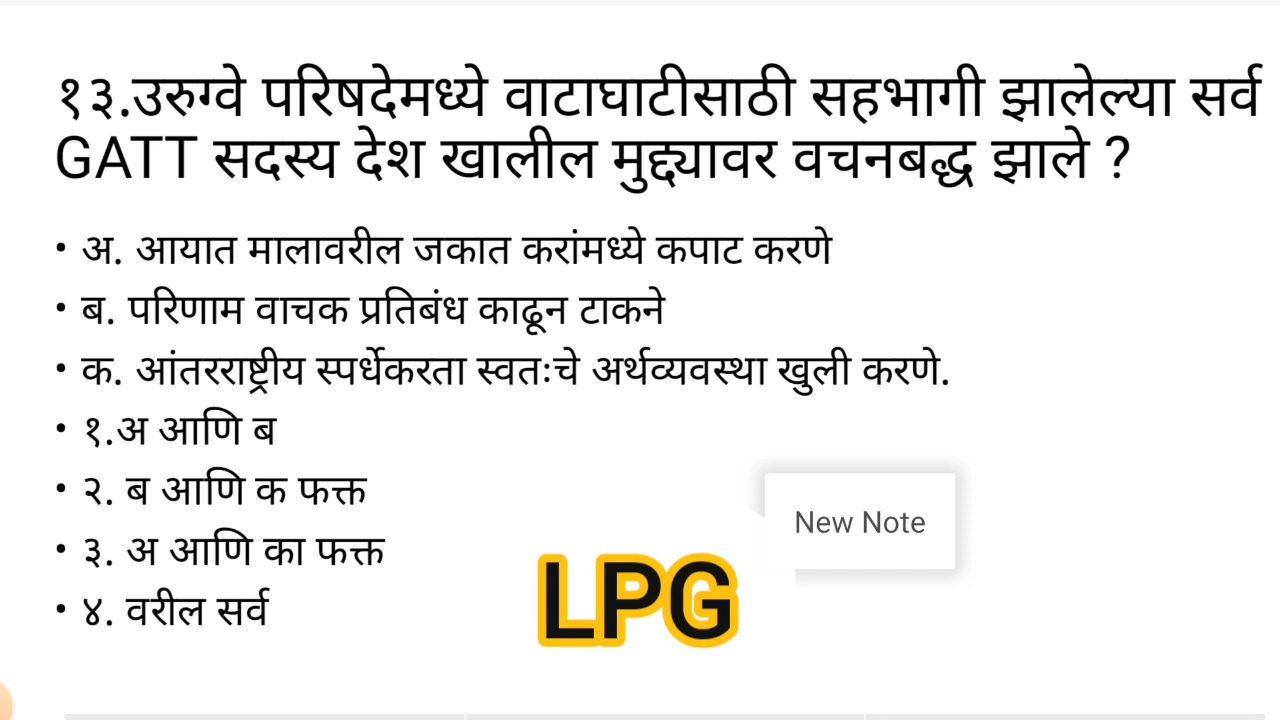 १३.उरुग्वे परिषदेमध्ये वाटाघाटीसाठी सहभागी झालेल्या सर्व
GATT सदस्य देश खालील मुद्द्यावर वचनबद्ध झाले ?
• अ. आयात मालावरील जकात करांमध्ये कपाट करणे
• ब. परिणाम वाचक प्रतिबंध काढून टाकने
• क. आंतरराष्ट्रीय स्पर्धेकरता स्वतःचे अर्थव्यवस्था खुली करणे.
• १.अ आणि ब
• २. ब आणि क फक्त
• ३. अ आणि का फक्त
• ४. वरील सर्व
New Note
LPG